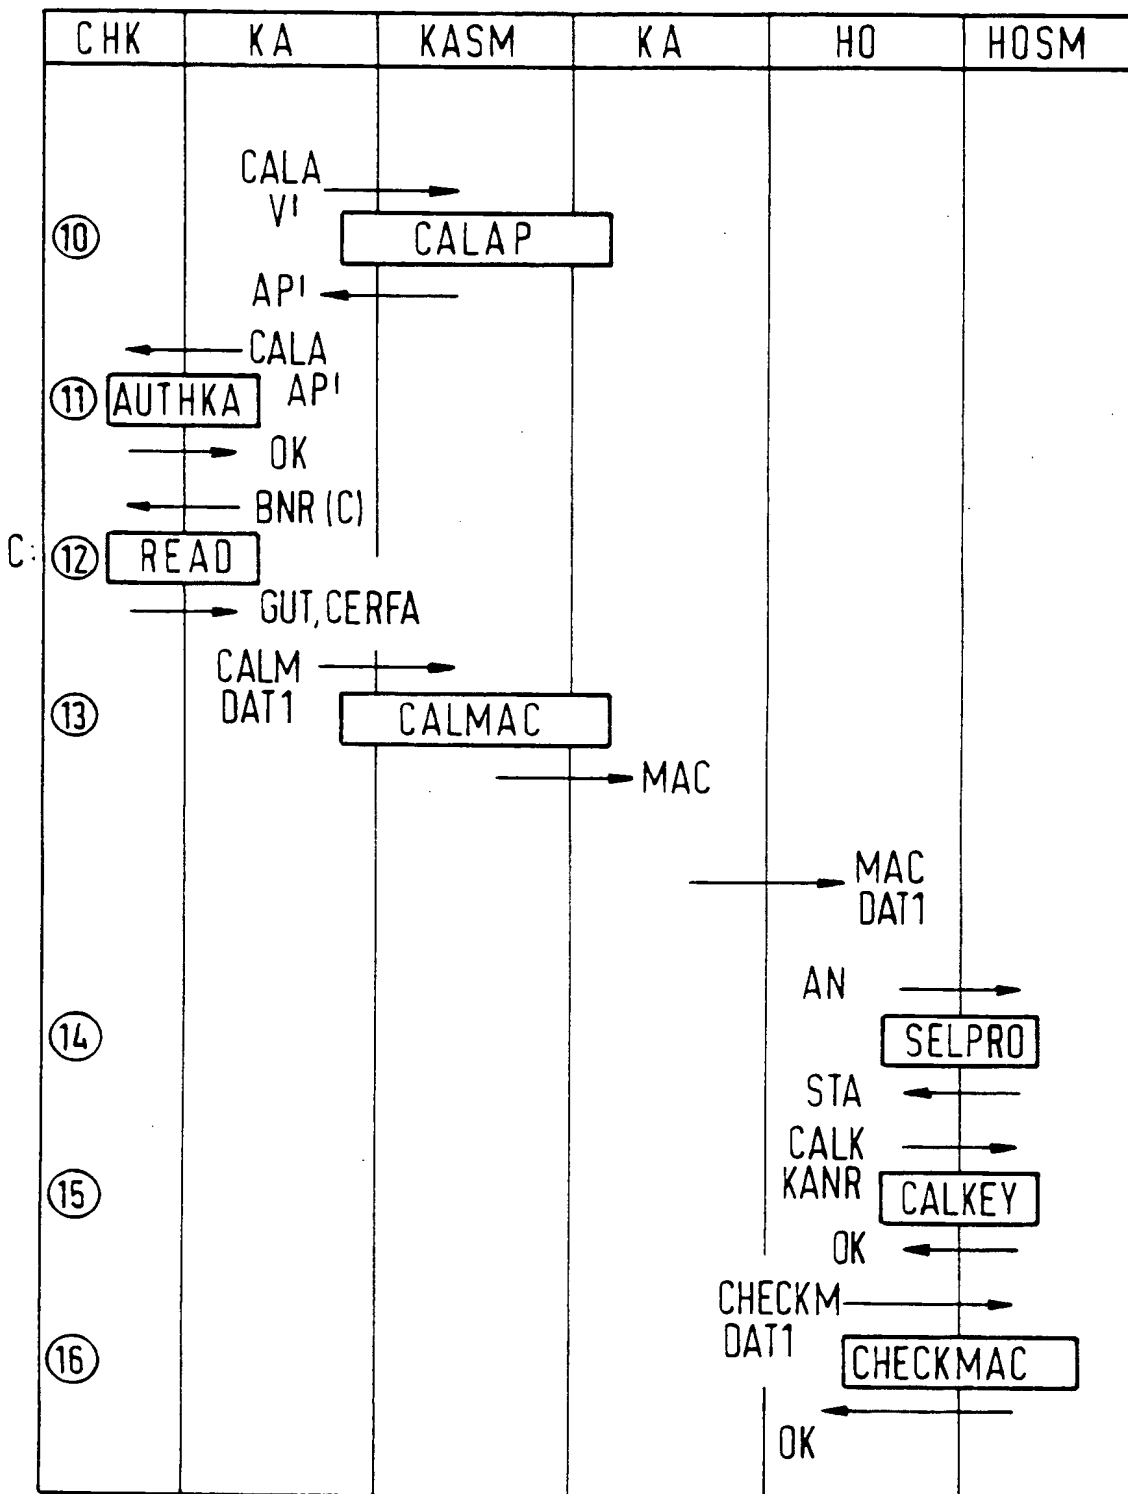 CHK KA KASM KA HO HOSM
CALA
V'
10 CALAP
AP'
CALA
11 AUTHKA AP'
OK
BNR (C)
C: 12 READ
GUT, CERFA
CALM
DAT1
13 CALMAC
MAC
MAC
DAT1
AN
14 SELPRO
STA
CALK
KANR
15 CALKEY
OK
CHECKM
DAT1
16 CHECKMAC
OK